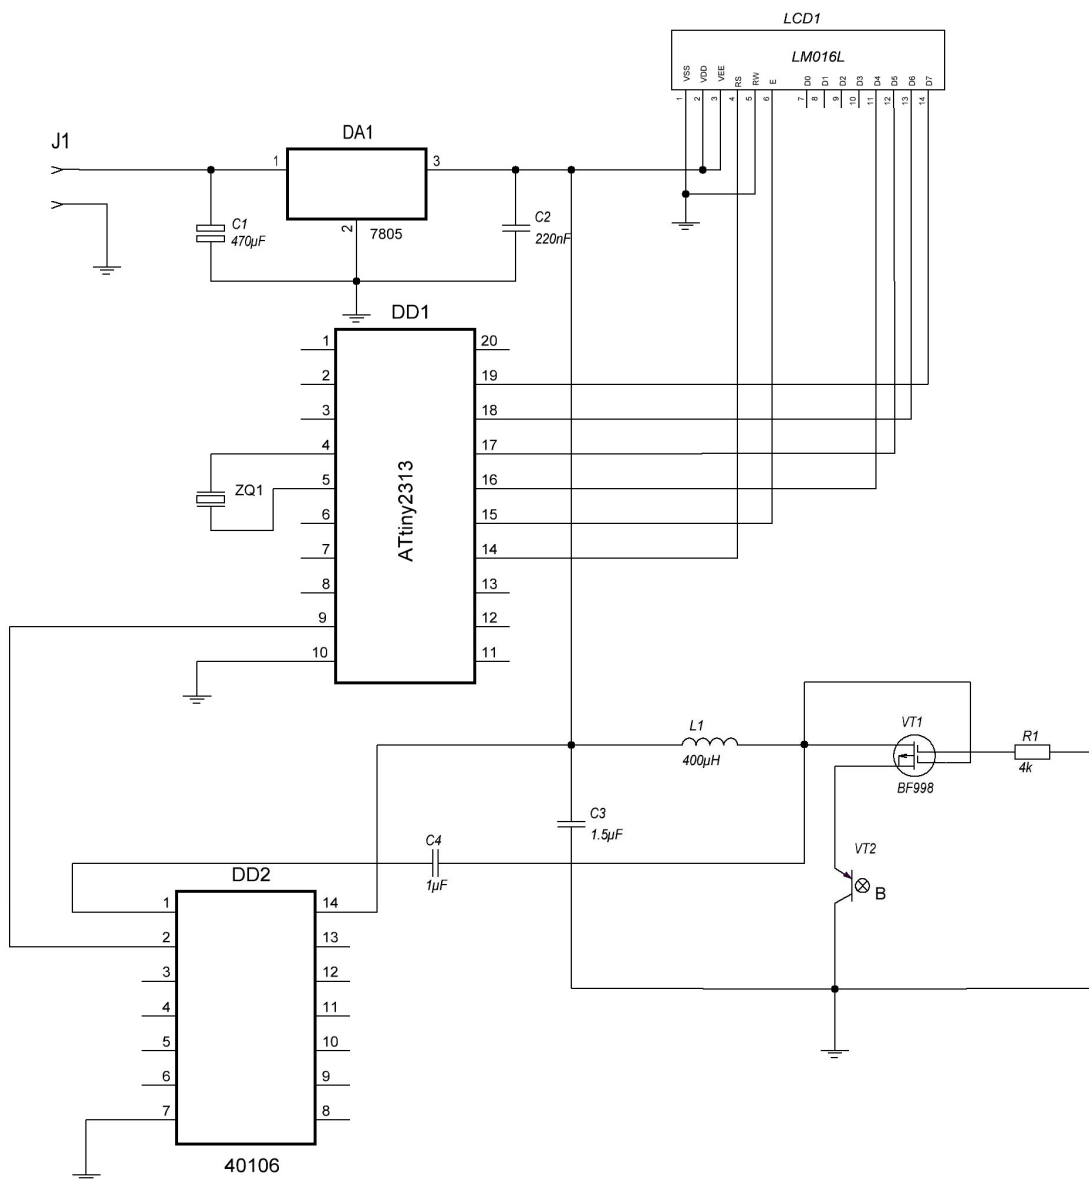 LCD1
LM016L
VSS VDD VEE RS RW E D0 D1 D2 D3 D4 D5 D6 D7
1 2 3 4 5 6 7 8 9 10 11 12 13 14
J1
DA1
1
3
2
7805
C1
470µF
C2
220nF
DD1
ATtiny2313
1 20
2 19
3 18
4 17
5 16
6 15
7 14
8 13
9 12
10 11
ZQ1
L1
400µH
VT1
BF998
R1
4k
C3
1.5µF
C4
1µF
VT2
B
DD2
1 14
2 13
3 12
4 11
5 10
6 9
7 8
40106